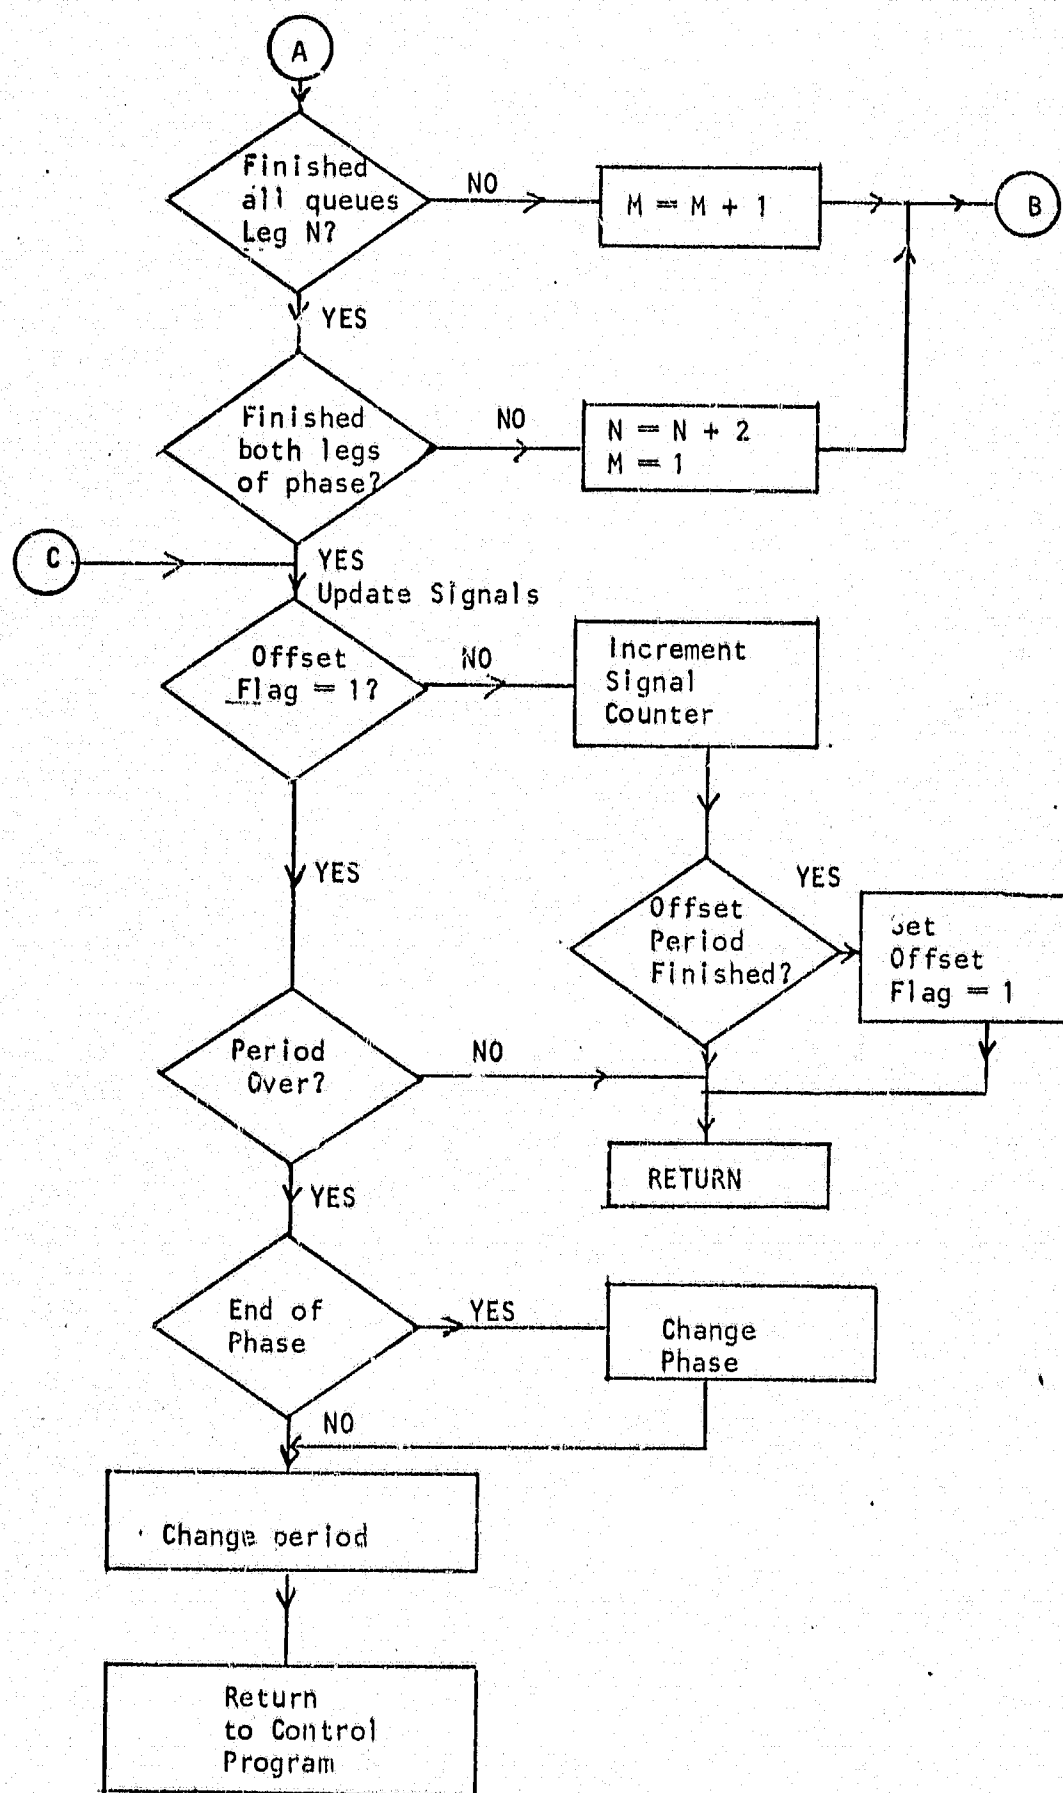 A
Finished
all queues
Leg N?
NO
M = M + 1
B
YES
Finished
both legs
of phase?
NO
N = N + 2
M = 1
C
YES
Update Signals
Offset
Flag = 1?
NO
Increment
Signal
Counter
YES
Offset
Period
Finished?
YES
Set
Offset
Flag = 1
Period
Over?
NO
RETURN
YES
End of
Phase
YES
Change
Phase
NO
Change period
Return
to Control
Program